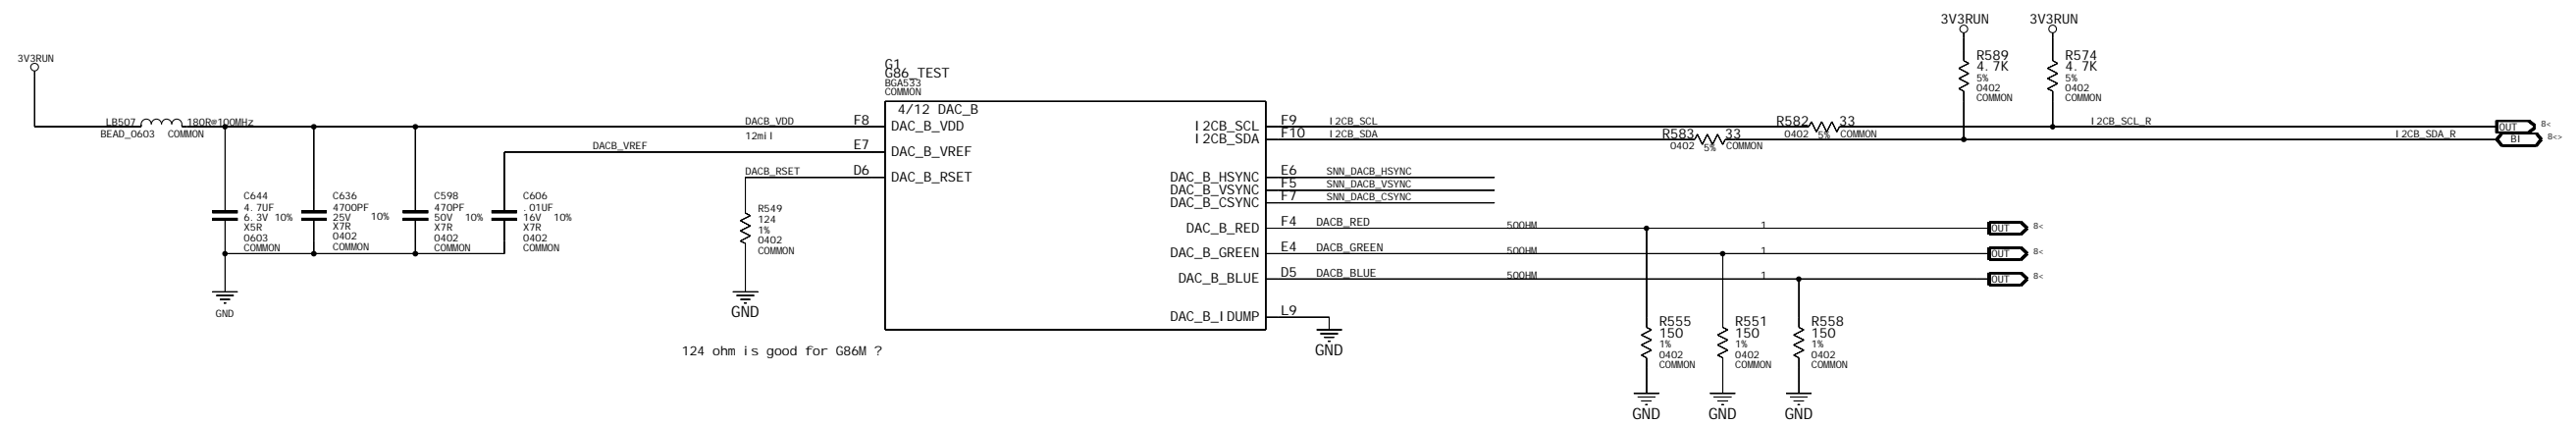 3V3RUN
3V3RUN
3V3RUN
R589
4.7K
5%
0402
COMMON
R574
4.7K
5%
0402
COMMON
G1
G86_TEST
BGA533
COMMON
4/12 DAC_B
LB507
180R@100MHz
BEAD_0603
COMMON
DACB_VDD
12mil
F8
DAC_B_VDD
DACB_VREF
E7
DAC_B_VREF
DACB_RSET
D6
DAC_B_RSET
I2CB_SCL
F9
I2CB_SCL
R582
33
0402
5%
COMMON
I2CB_SCL_R
OUT
8<
I2CB_SDA
F10
I2CB_SDA
R583
33
0402
5%
COMMON
I2CB_SDA_R
BI
8<>
DAC_B_HSYNC
E6
SNN_DACB_HSYNC
DAC_B_VSYNC
F5
SNN_DACB_VSYNC
DAC_B_CSYNC
F7
SNN_DACB_CSYNC
DAC_B_RED
F4
DACB_RED
50OHM
1
OUT
8<
DAC_B_GREEN
E4
DACB_GREEN
50OHM
1
OUT
8<
DAC_B_BLUE
D5
DACB_BLUE
50OHM
1
OUT
8<
DAC_B_IDUMP
L9
GND
C644
4.7UF
6.3V 10%
X5R
0603
COMMON
C636
4700PF
25V 10%
X7R
0402
COMMON
C598
470PF
50V 10%
X7R
0402
COMMON
C606
.01UF
16V 10%
X7R
0402
COMMON
GND
R549
124
1%
0402
COMMON
GND
124 ohm is good for G86M ?
R555
150
1%
0402
COMMON
R551
150
1%
0402
COMMON
R558
150
1%
0402
COMMON
GND
GND
GND